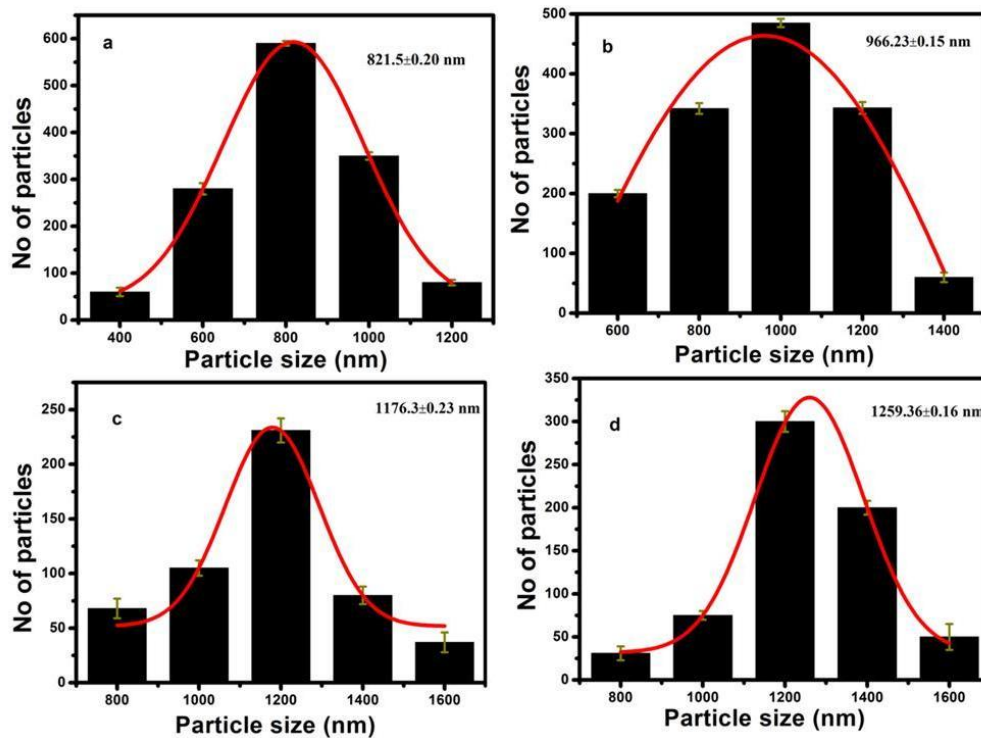 a
821.5±0.20 nm
No of particles
600
500
400
300
200
100
0
400 600 800 1000 1200
Particle size (nm)
b
966.23±0.15 nm
No of particles
500
400
300
200
100
0
600 800 1000 1200 1400
Particle size (nm)
c
1176.3±0.23 nm
No of particles
250
200
150
100
50
0
800 1000 1200 1400 1600
Particle size (nm)
d
1259.36±0.16 nm
No of particles
350
300
250
200
150
100
50
0
800 1000 1200 1400 1600
Particle size (nm)